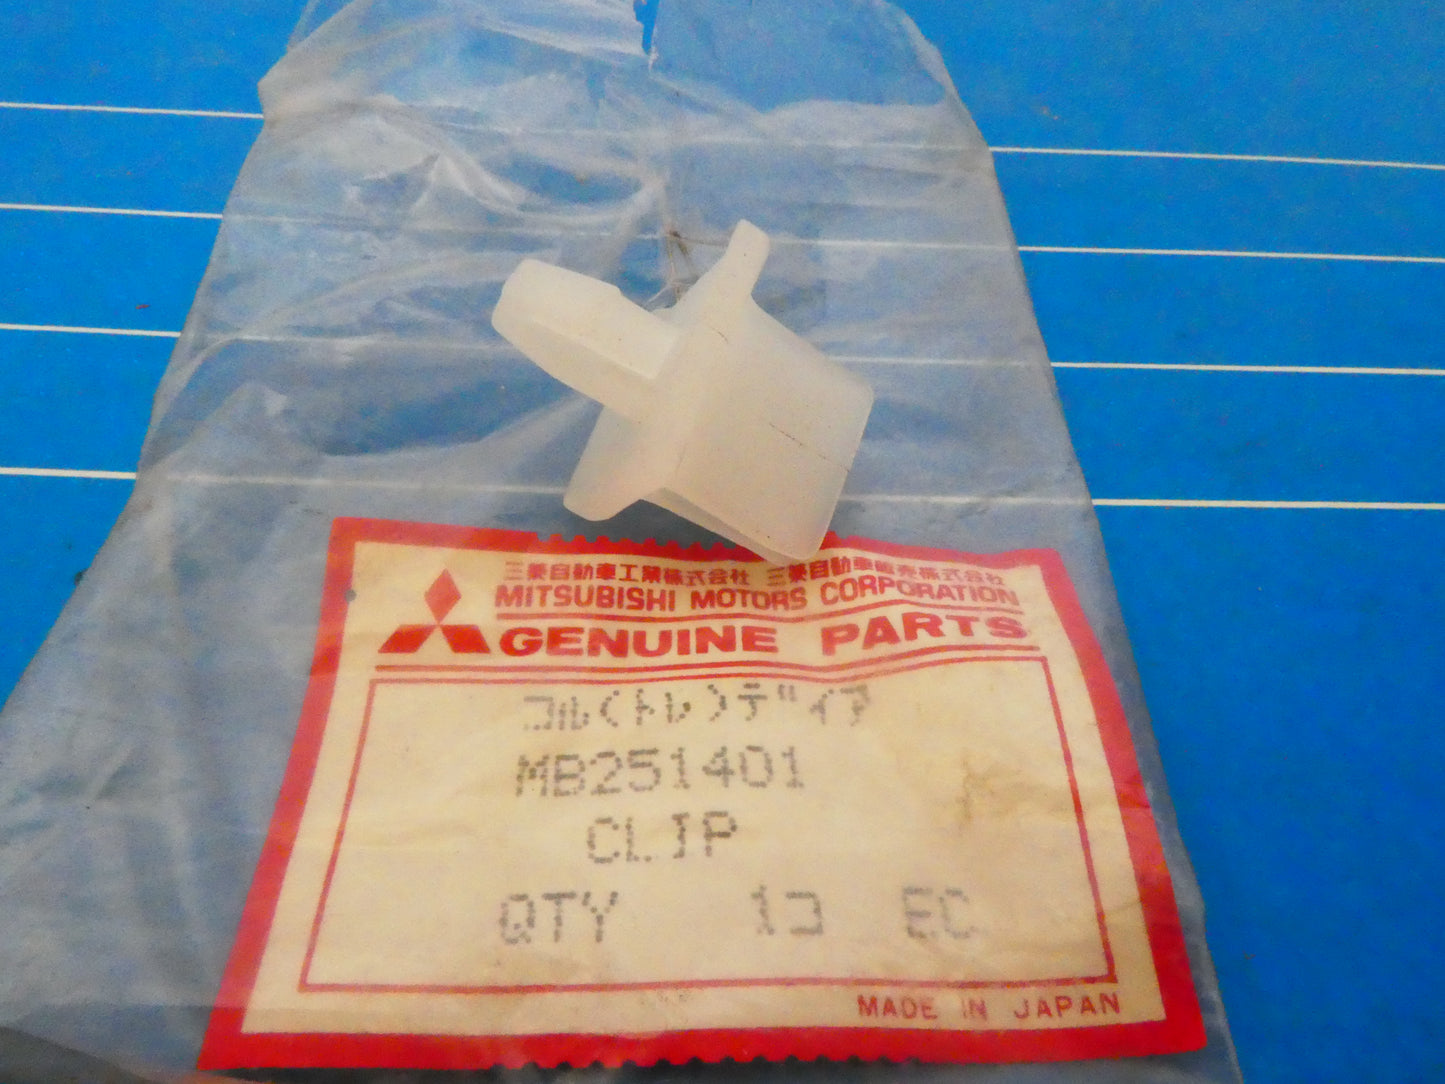 三菱自動車工業株式会社 三菱自動車販売株式会社
MITSUBISHI MOTORS CORPORATION
GENUINE PARTS
コル(トレ)デイア
MB251401
CLIP
QTY 1コ EC
MADE IN JAPAN